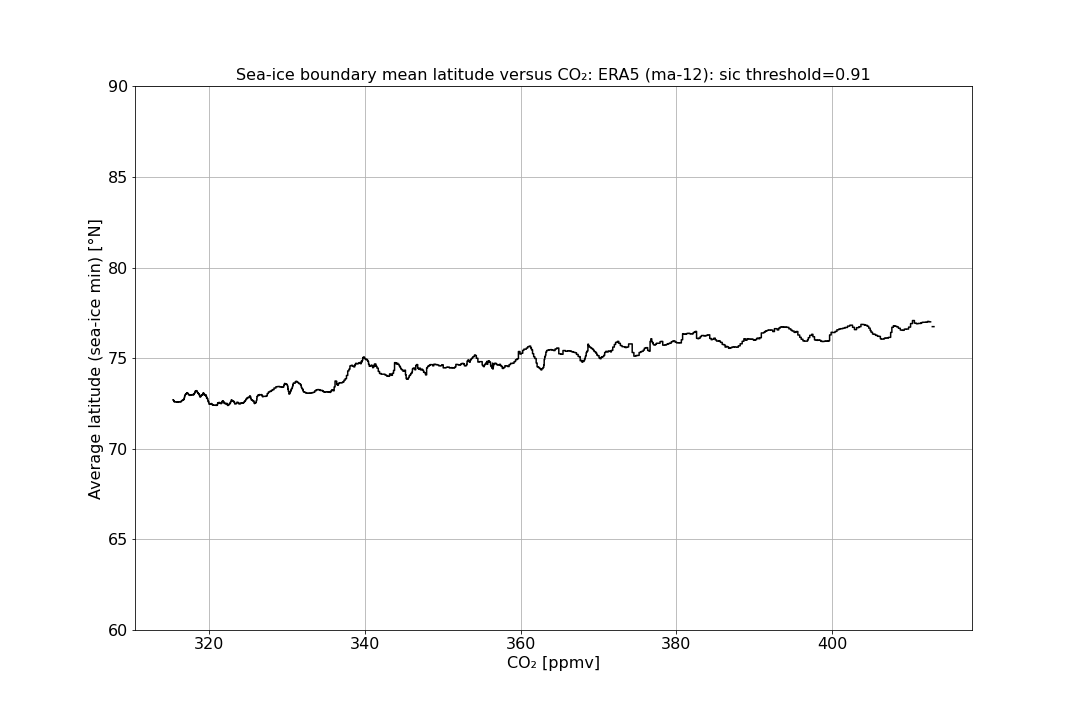 Sea-ice boundary mean latitude versus CO₂: ERA5 (ma-12): sic threshold=0.91
90
85
80
75
70
65
60
Average latitude (sea-ice min) [°N]
320 340 360 380 400
CO₂ [ppmv]